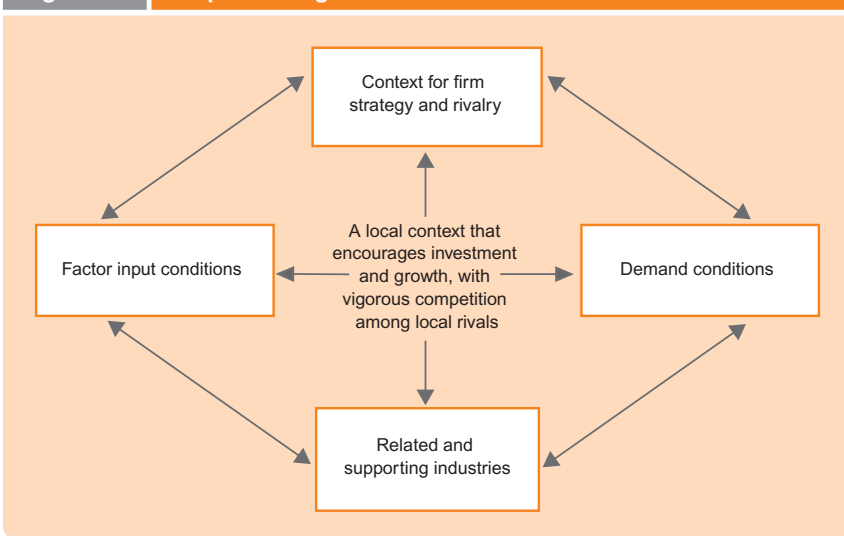 Context for firm
strategy and rivalry
Factor input conditions
A local context that
encourages investment
and growth, with
vigorous competition
among local rivals
Demand conditions
Related and
supporting industries